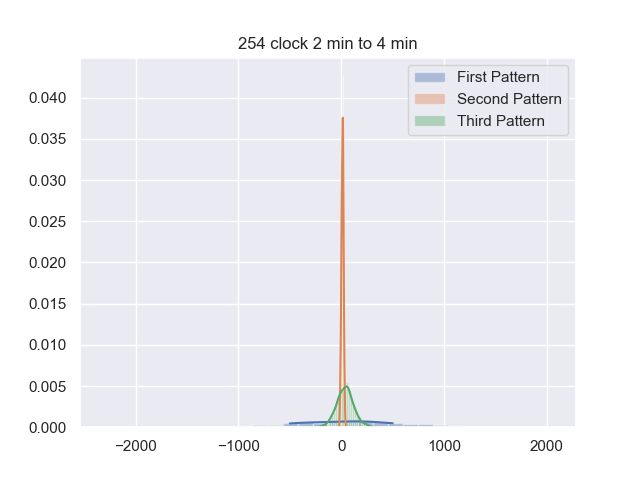 254 clock 2 min to 4 min
First Pattern
Second Pattern
Third Pattern
0.040
0.035
0.030
0.025
0.020
0.015
0.010
0.005
0.000
−2000 −1000 0 1000 2000